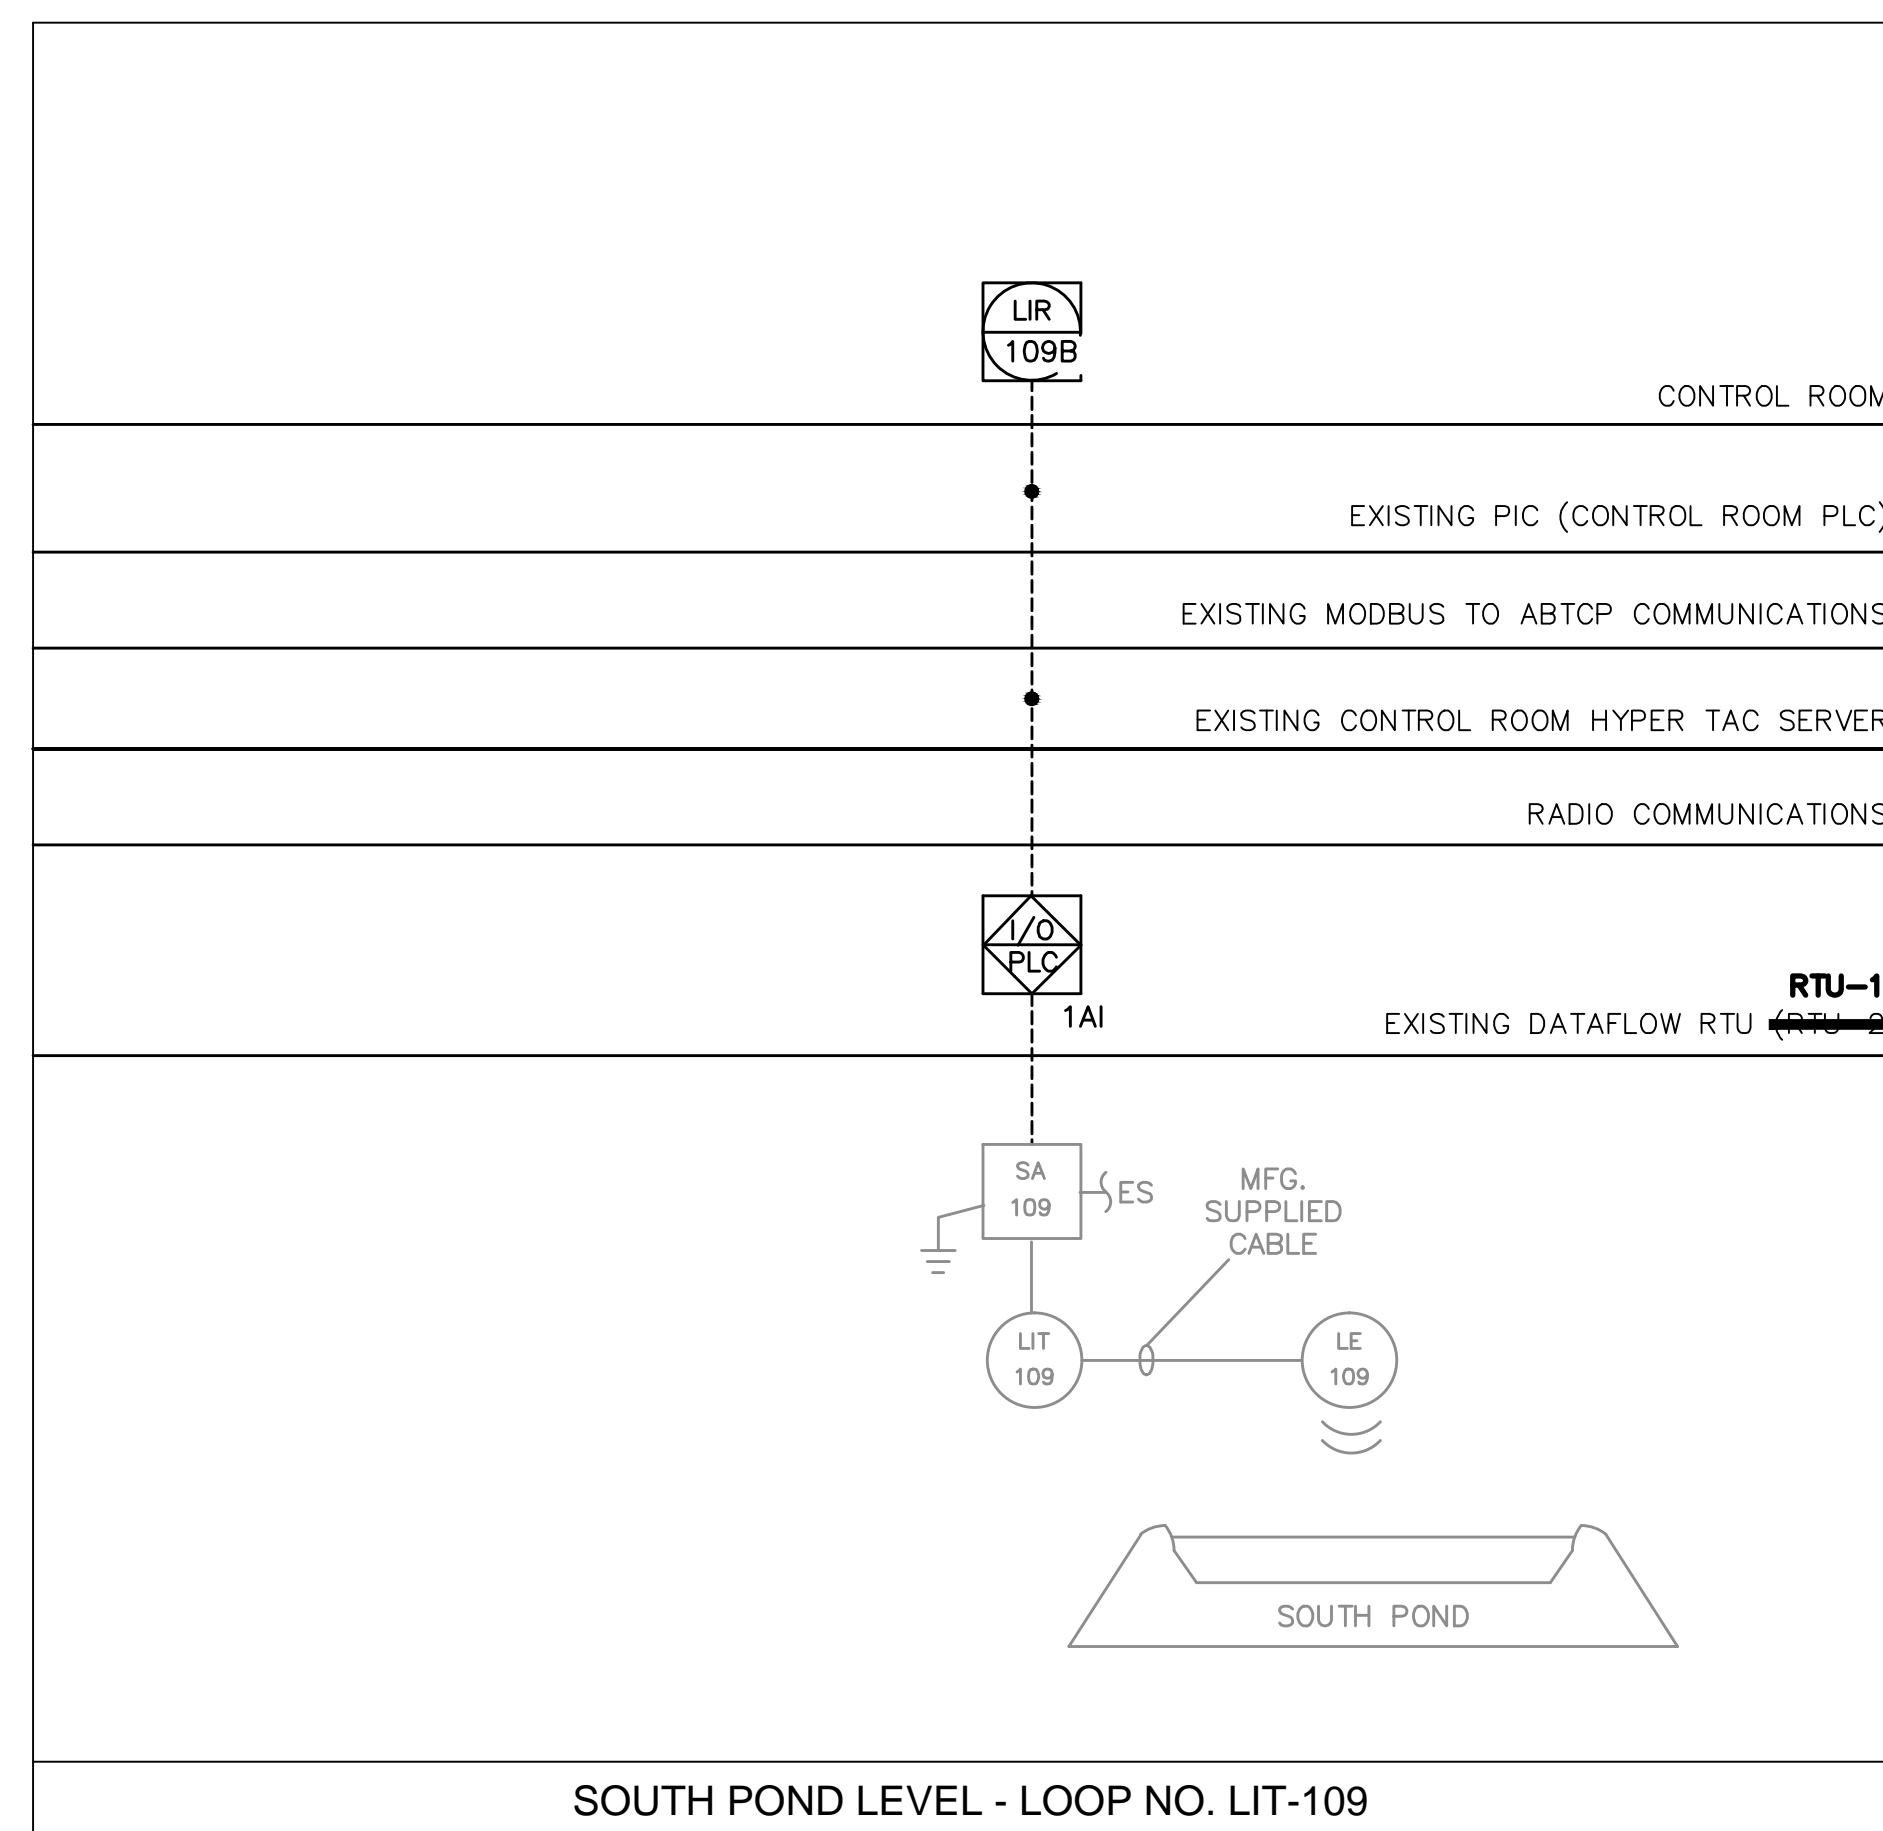 LIR
109B
CONTROL ROOM
EXISTING PIC (CONTROL ROOM PLC)
EXISTING MODBUS TO ABTCP COMMUNICATIONS
EXISTING CONTROL ROOM HYPER TAC SERVER
RADIO COMMUNICATIONS
I/O
PLC
1AI
RTU-1
EXISTING DATAFLOW RTU (RTU-2
SA
109
ES
MFG.
SUPPLIED
CABLE
LIT
109
LE
109
SOUTH POND
SOUTH POND LEVEL - LOOP NO. LIT-109